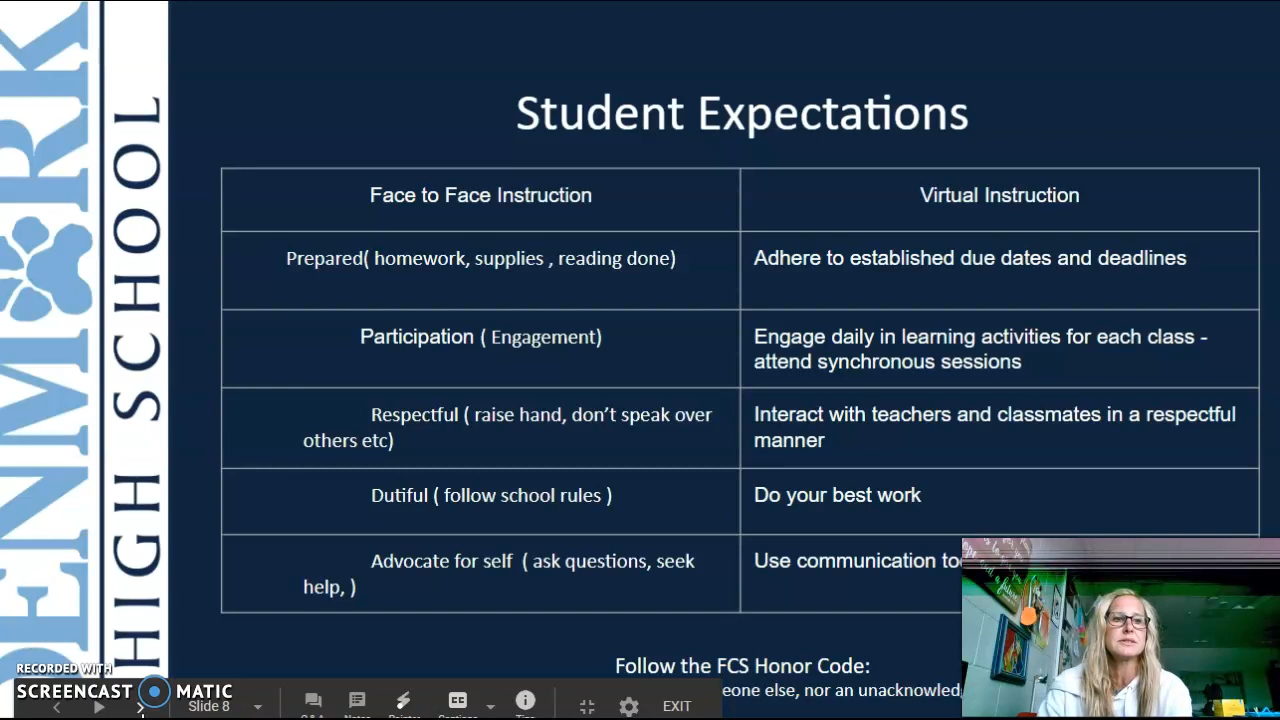 HIGH SCHOOL
Student Expectations
Face to Face Instruction
Virtual Instruction
Prepared( homework, supplies , reading done)
Adhere to established due dates and deadlines
Participation ( Engagement)
Engage daily in learning activities for each class -
attend synchronous sessions
Respectful ( raise hand, don’t speak over
others etc)
Interact with teachers and classmates in a respectful
manner
Dutiful ( follow school rules )
Do your best work
Advocate for self ( ask questions, seek
help, )
Use communication
Follow the FCS Honor Code:
else, nor an
RECORDED WITH
SCREENCAST MATIC
Slide 8
EXIT